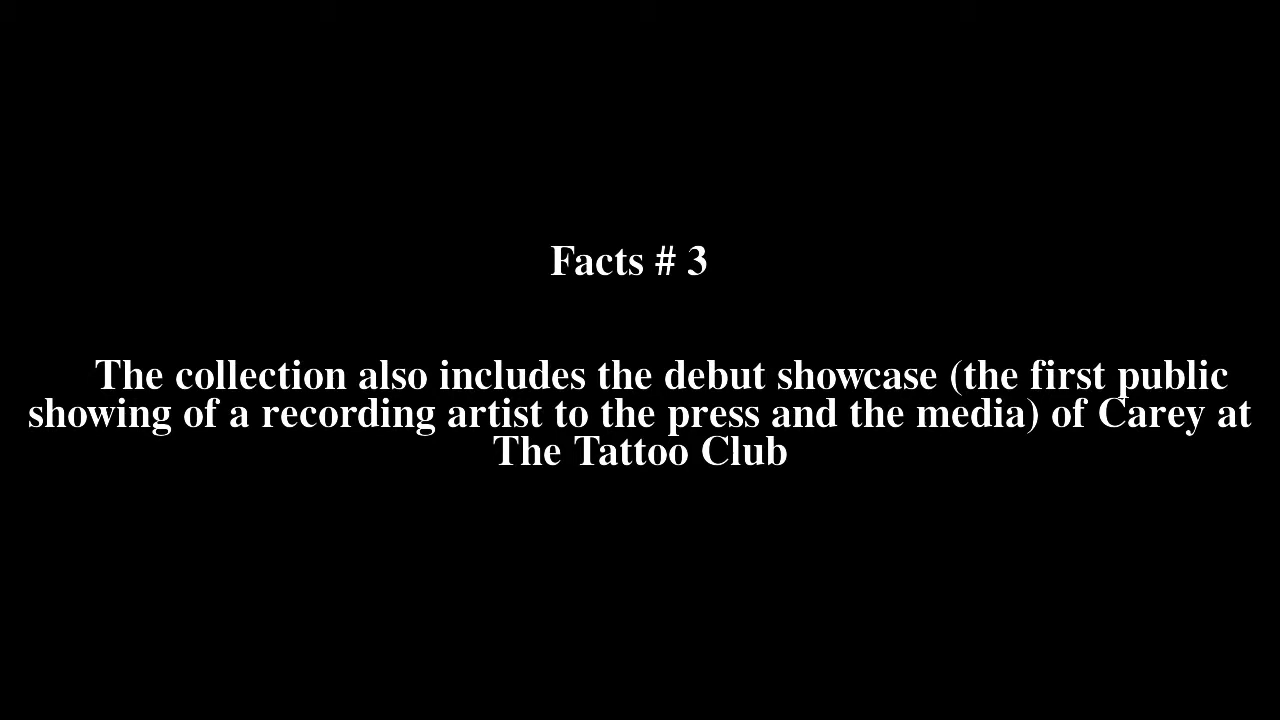 Facts # 3
The collection also includes the debut showcase (the first public
showing of a recording artist to the press and the media) of Carey at
The Tattoo Club